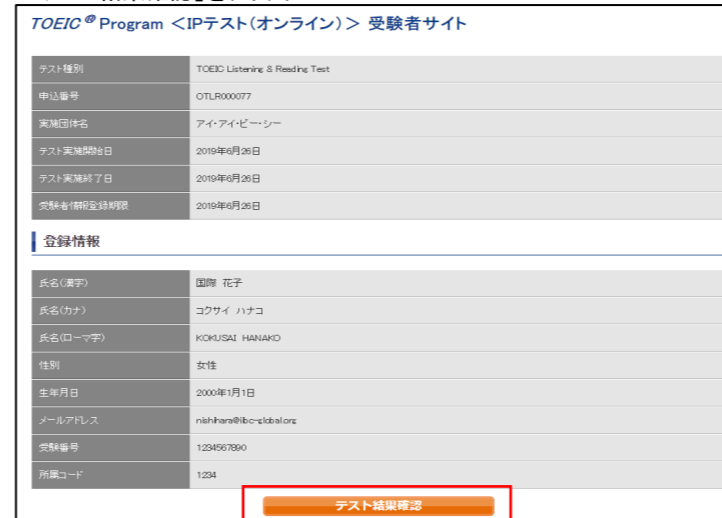 TOEIC® Program ＜IPテスト(オンライン)＞ 受験者サイト
テスト種別 TOEIC Listening & Reading Test
申込番号 OTLR000077
実施団体名 アイ・アイ・ビー・シー
テスト実施開始日 2019年6月26日
テスト実施終了日 2019年6月26日
受験者情報登録期限 2019年6月26日
登録情報
氏名(漢字) 国際 花子
氏名(カナ) コクサイ ハナコ
氏名(ローマ字) KOKUSAI HANAKO
性別 女性
生年月日 2000年1月1日
メールアドレス nishihara@iibc-global.org
受験番号 1234567890
所属コード 1234
テスト結果確認